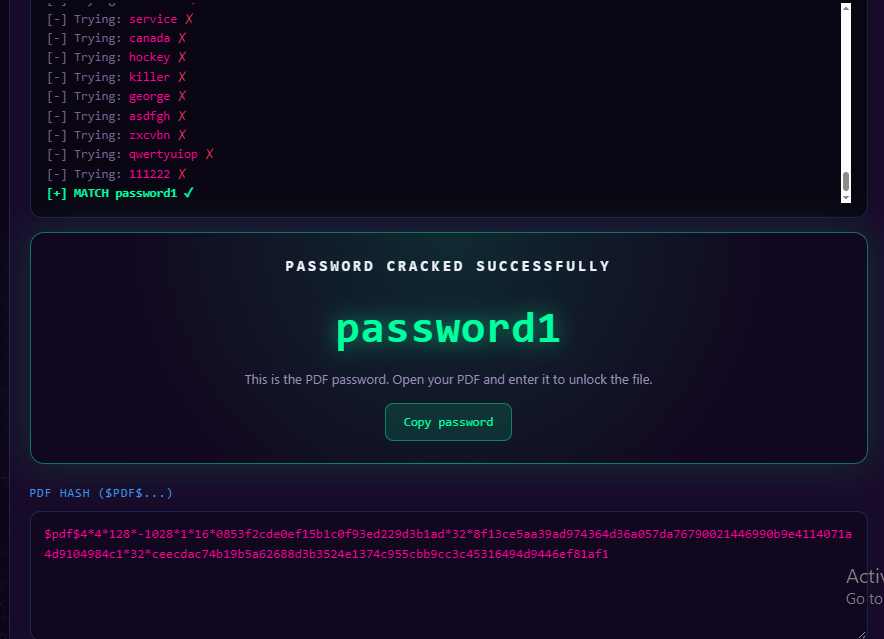 [-] Trying: service ✗
[-] Trying: canada ✗
[-] Trying: hockey ✗
[-] Trying: killer ✗
[-] Trying: george ✗
[-] Trying: asdfgh ✗
[-] Trying: zxcvbn ✗
[-] Trying: qwertyuiop ✗
[-] Trying: 111222 ✗
[+] MATCH password1 ✓
PASSWORD CRACKED SUCCESSFULLY
password1
This is the PDF password. Open your PDF and enter it to unlock the file.
Copy password
PDF HASH ($PDF$...)
$pdf$4*4*128*-1028*1*16*0853f2cde0ef15b1c0f93ed229d3b1ad*32*8f13ce5aa39ad974364d36a057da76790021446990b9e4114071a
4d9104984c1*32*ceecdac74b19b5a62688d3b3524e1374c955cbb9cc3c45316494d9446ef81af1
Activ
Go to